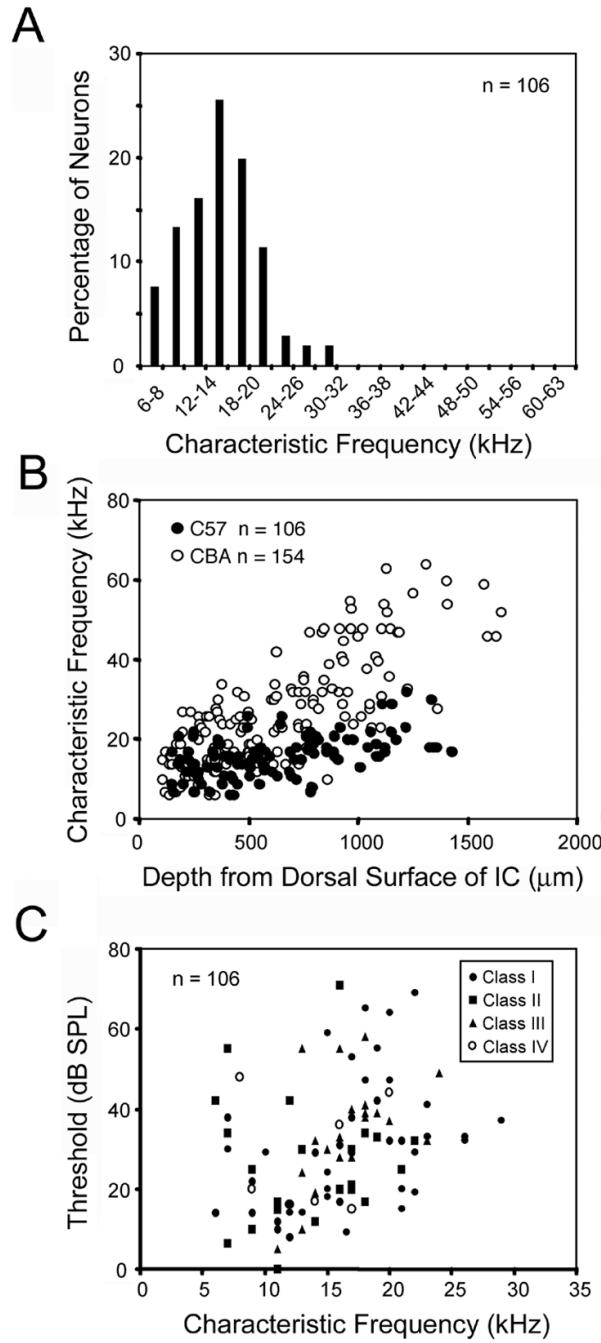 A
30
20
10
0
Percentage of Neurons
n = 106
6-8
12-14
18-20
24-26
30-32
36-38
42-44
48-50
54-56
60-63
Characteristic Frequency (kHz)
B
80
60
40
20
0
Characteristic Frequency (kHz)
C57 n = 106
CBA n = 154
0
500
1000
1500
2000
Depth from Dorsal Surface of IC (μm)
C
80
60
40
20
0
Threshold (dB SPL)
n = 106
Class I
Class II
Class III
Class IV
0
5
10
15
20
25
30
35
Characteristic Frequency (kHz)